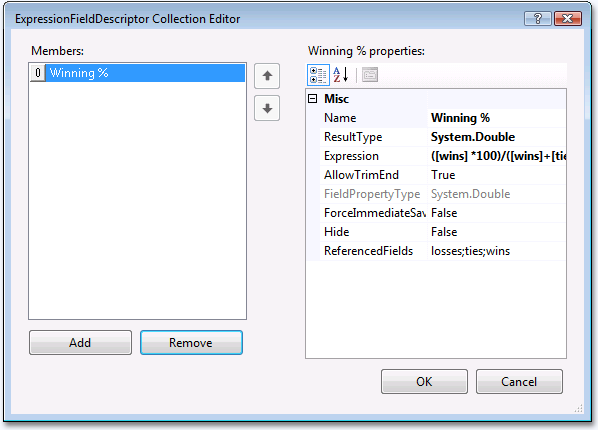 ExpressionFieldDescriptor Collection Editor
Members:
0 Winning %
Add Remove
Winning % properties:
Misc
Name Winning %
ResultType System.Double
Expression ([wins] *100)/([wins]+[tie
AllowTrimEnd True
FieldPropertyType System.Double
ForceImmediateSav False
Hide False
ReferencedFields losses;ties;wins
OK Cancel